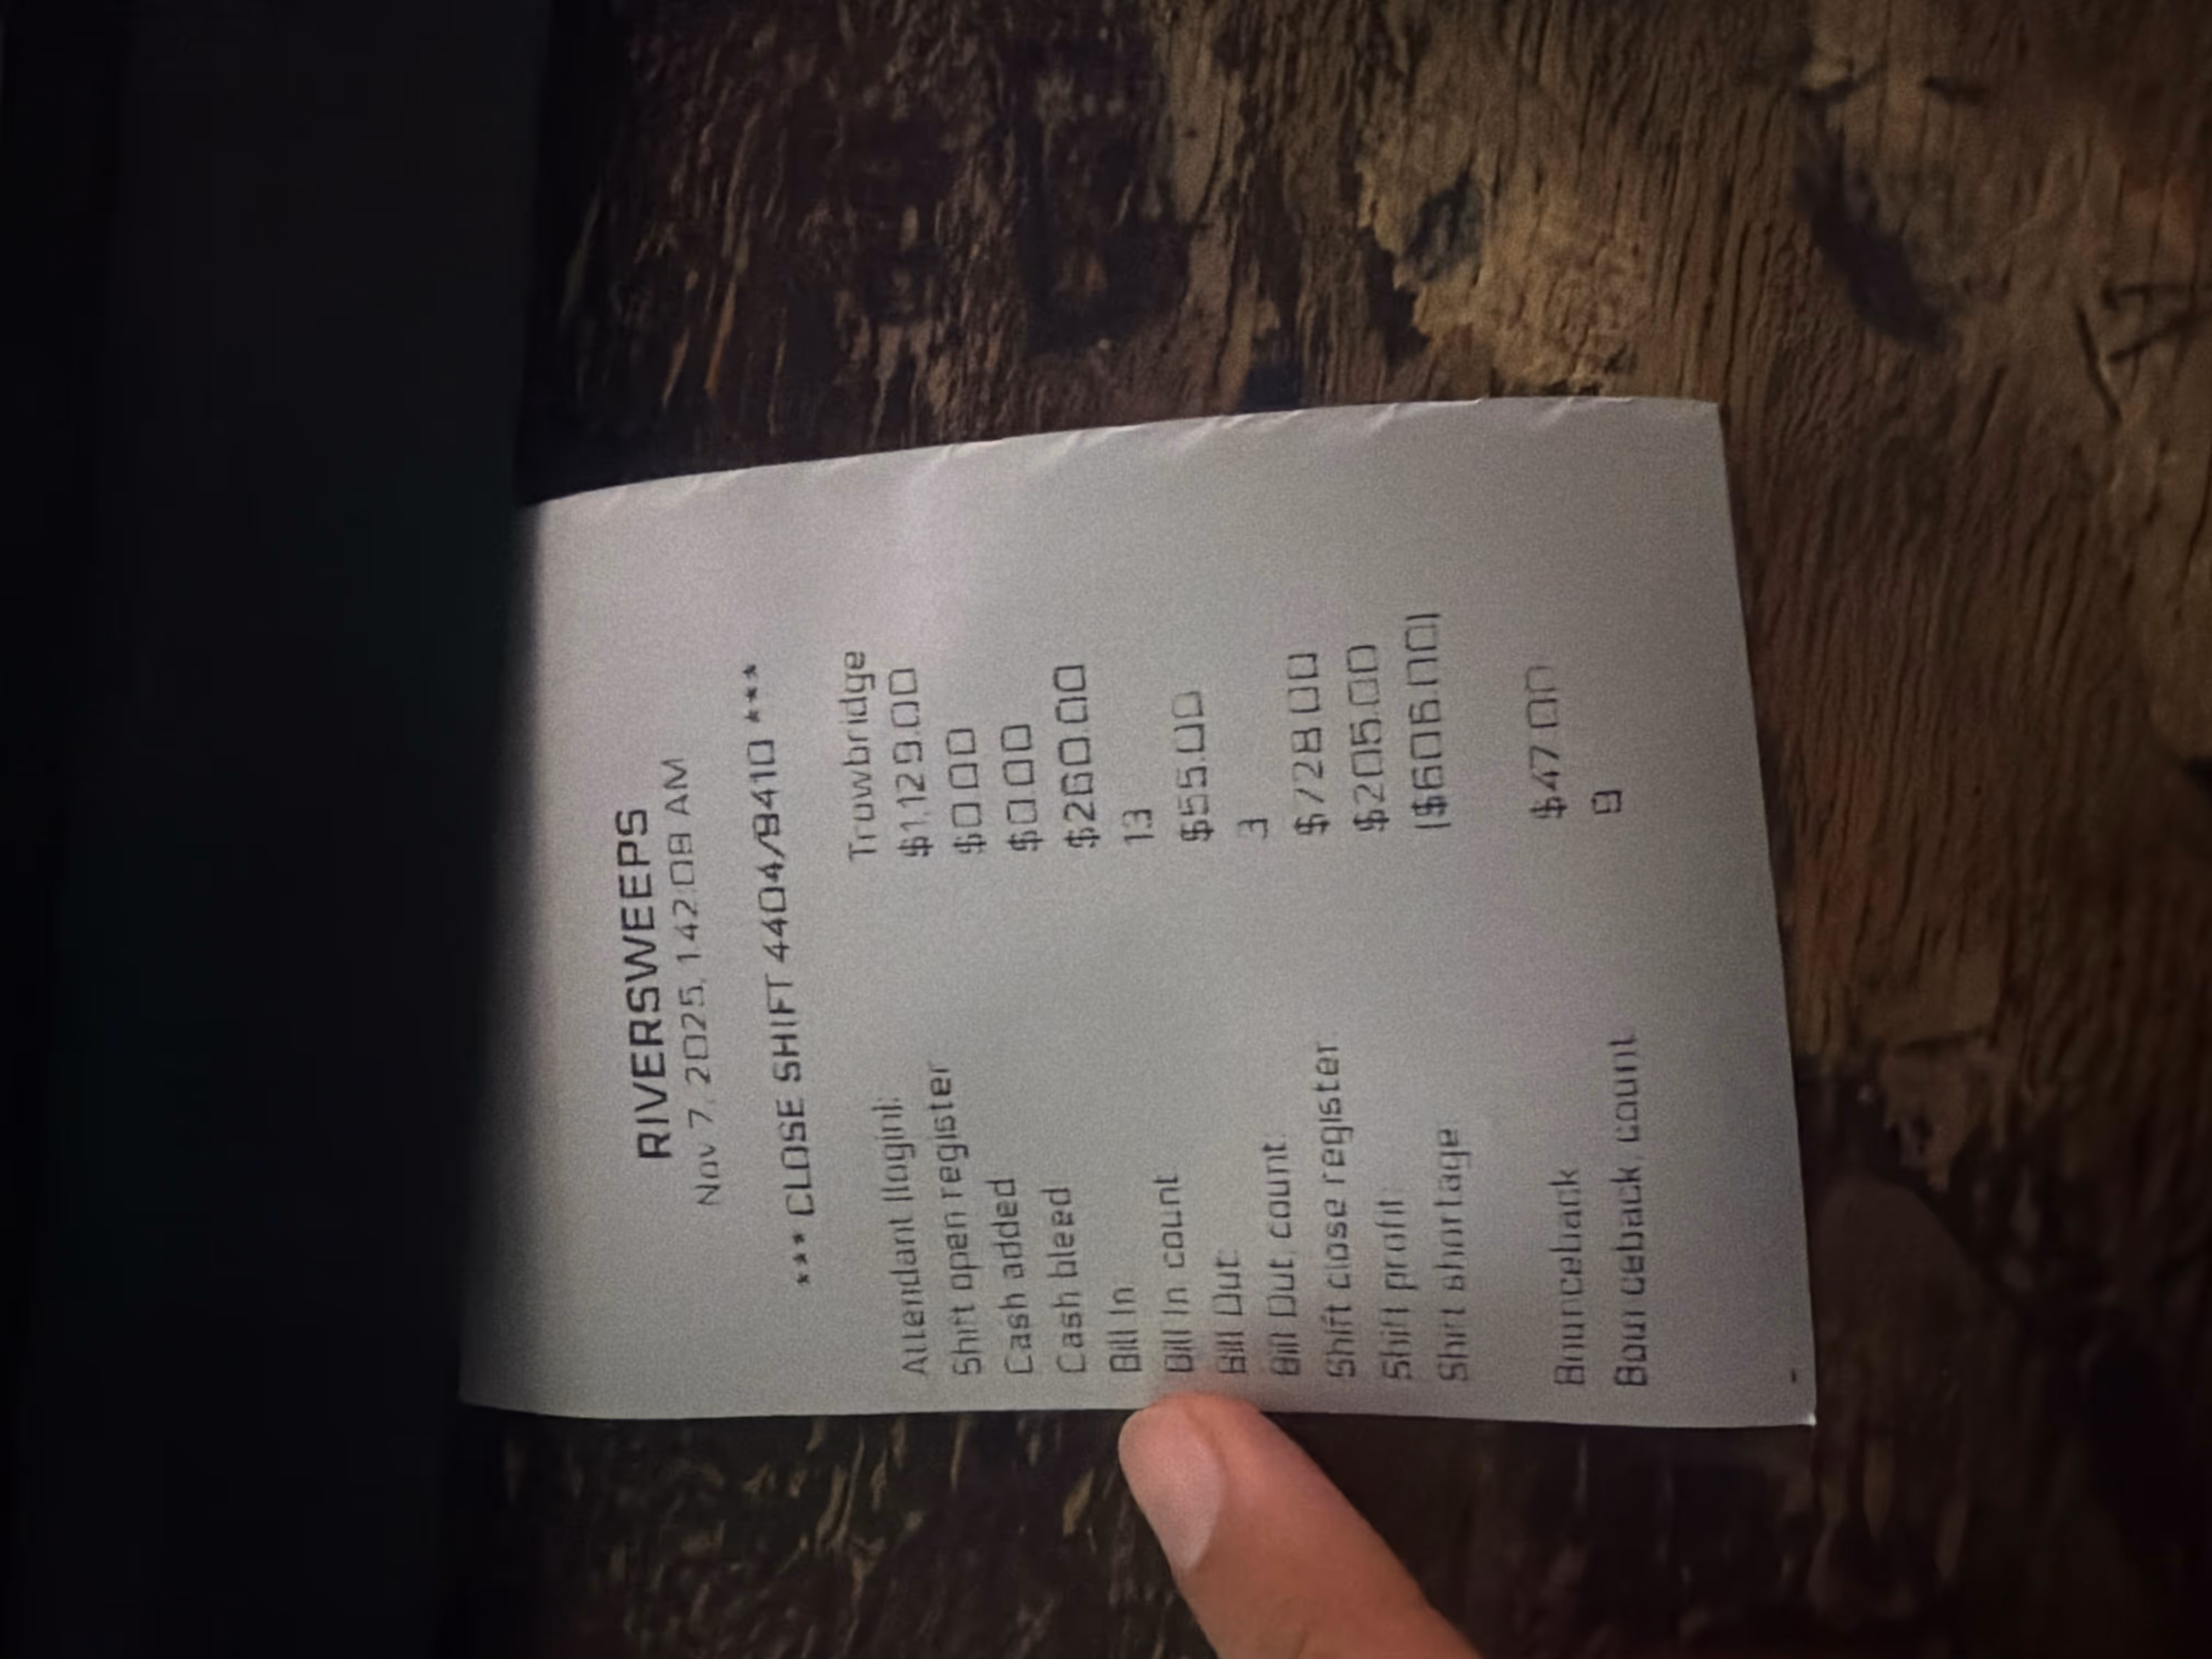 RIVERSWEEPS
Nov 7, 2025, 1:42:08 AM
*** CLOSE SHIFT 4404/8410 ***
Attendant (login): Trowbridge
Shift open register $1,129.00
Cash added $0.00
Cash bleed $0.00
Bill In $260.00
Bill In count 13
Bill Out: $55.00
Bill Out, count: 3
Shift close register $728.00
Shift profit: $205.00
Shift shortage ($606.00)
Bounceback $47.00
Bounceback, count 9